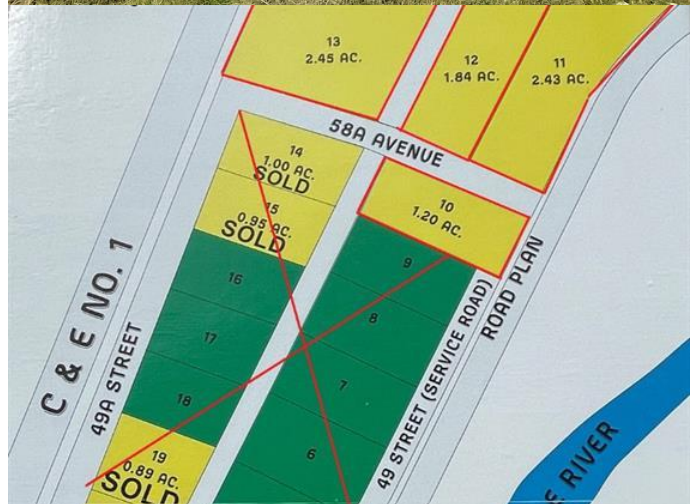 13
2.45 AC.
12
1.84 AC.
11
2.43 AC.
58A AVENUE
14
1.00 AC.
SOLD
15
0.95 AC.
SOLD
10
1.20 AC.
16
9
17
8
18
7
19
0.89 AC.
SOLD
6
C & E NO. 1
49A STREET
49 STREET (SERVICE ROAD)
ROAD PLAN
E RIVER